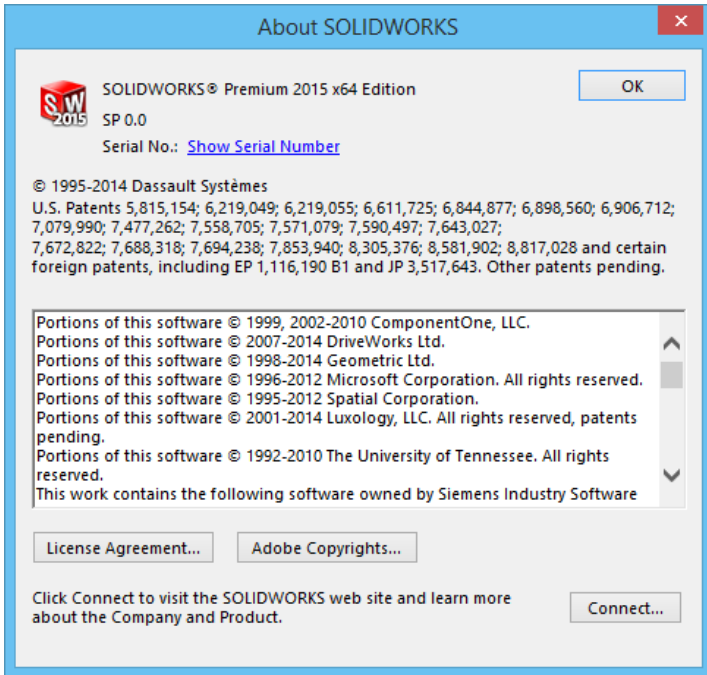 About SOLIDWORKS
SW
2015
SOLIDWORKS® Premium 2015 x64 Edition
OK
SP 0.0
Serial No.: Show Serial Number
© 1995-2014 Dassault Systèmes
U.S. Patents 5,815,154; 6,219,049; 6,219,055; 6,611,725; 6,844,877; 6,898,560; 6,906,712;
7,079,990; 7,477,262; 7,558,705; 7,571,079; 7,590,497; 7,643,027;
7,672,822; 7,688,318; 7,694,238; 7,853,940; 8,305,376; 8,581,902; 8,817,028 and certain
foreign patents, including EP 1,116,190 B1 and JP 3,517,643. Other patents pending.
Portions of this software © 1999, 2002-2010 ComponentOne, LLC.
Portions of this software © 2007-2014 DriveWorks Ltd.
Portions of this software © 1998-2014 Geometric Ltd.
Portions of this software © 1996-2012 Microsoft Corporation. All rights reserved.
Portions of this software © 1995-2012 Spatial Corporation.
Portions of this software © 2001-2014 Luxology, LLC. All rights reserved, patents
pending.
Portions of this software © 1992-2010 The University of Tennessee. All rights
reserved.
This work contains the following software owned by Siemens Industry Software
License Agreement...
Adobe Copyrights...
Click Connect to visit the SOLIDWORKS web site and learn more
about the Company and Product.
Connect...